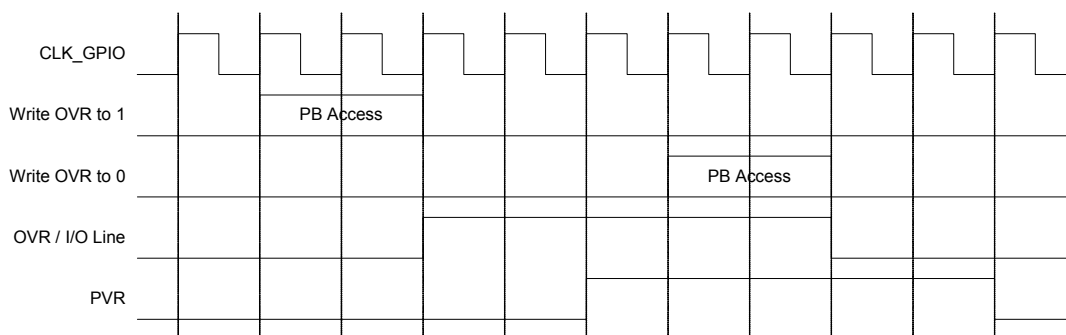 CLK_GPIO
Write OVR to 1
PB Access
Write OVR to 0
PB Access
OVR / I/O Line
PVR